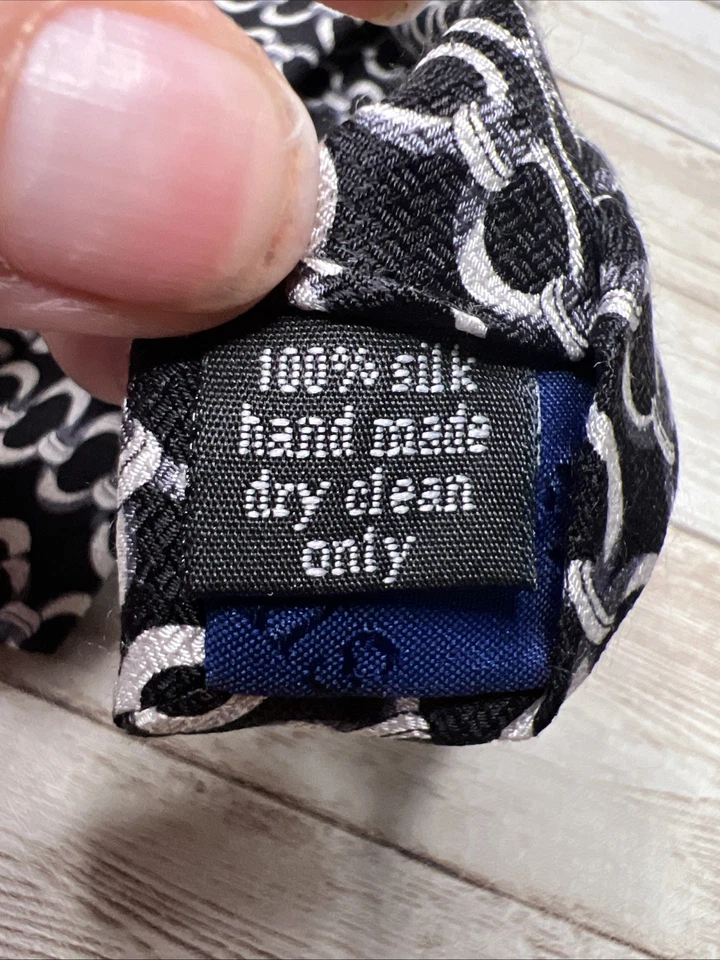 100% silk
hand made
dry clean
only